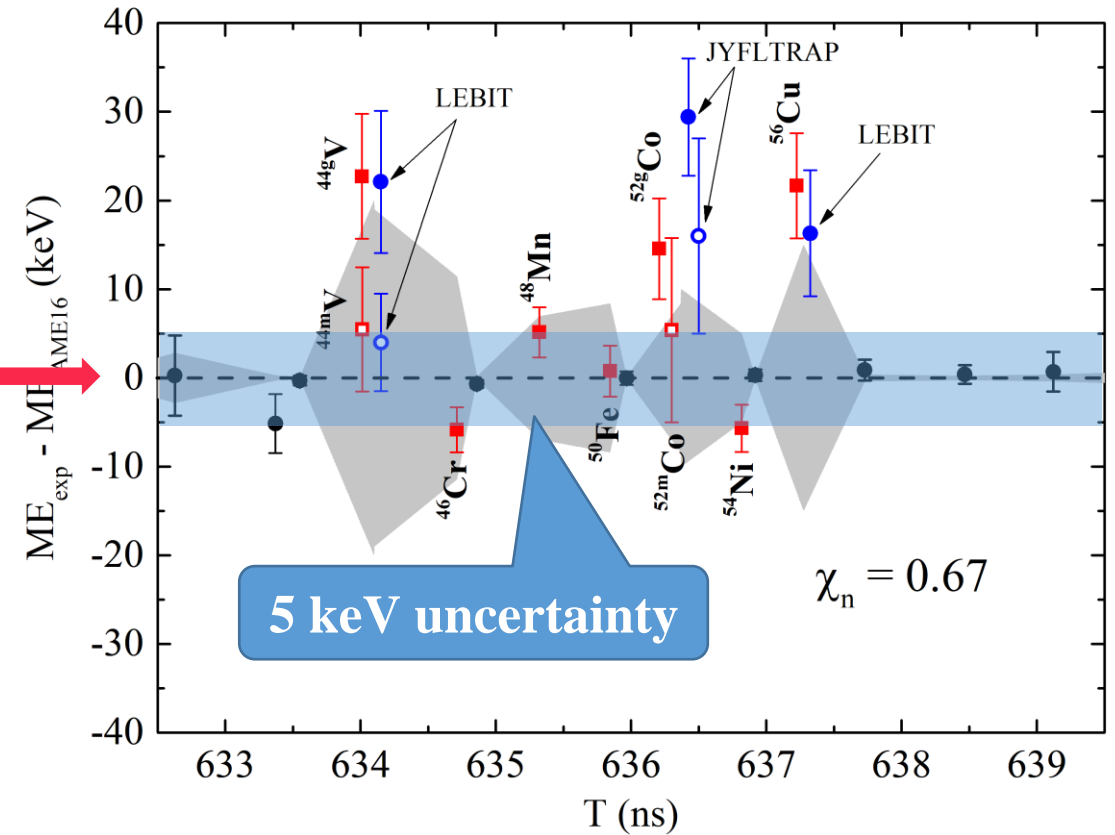 40
30
20
10
0
-10
-20
-30
-40
ME_exp - ME_AME16 (keV)
LEBIT
JYFLTRAP
LEBIT
⁴⁴ᵍV
⁴⁴ᵐV
⁴⁶Cr
⁴⁸Mn
⁵⁰Fe
⁵²ᵍCo
⁵²ᵐCo
⁵⁴Ni
⁵⁶Cu
5 keV uncertainty
χₙ = 0.67
633 634 635 636 637 638 639
T (ns)